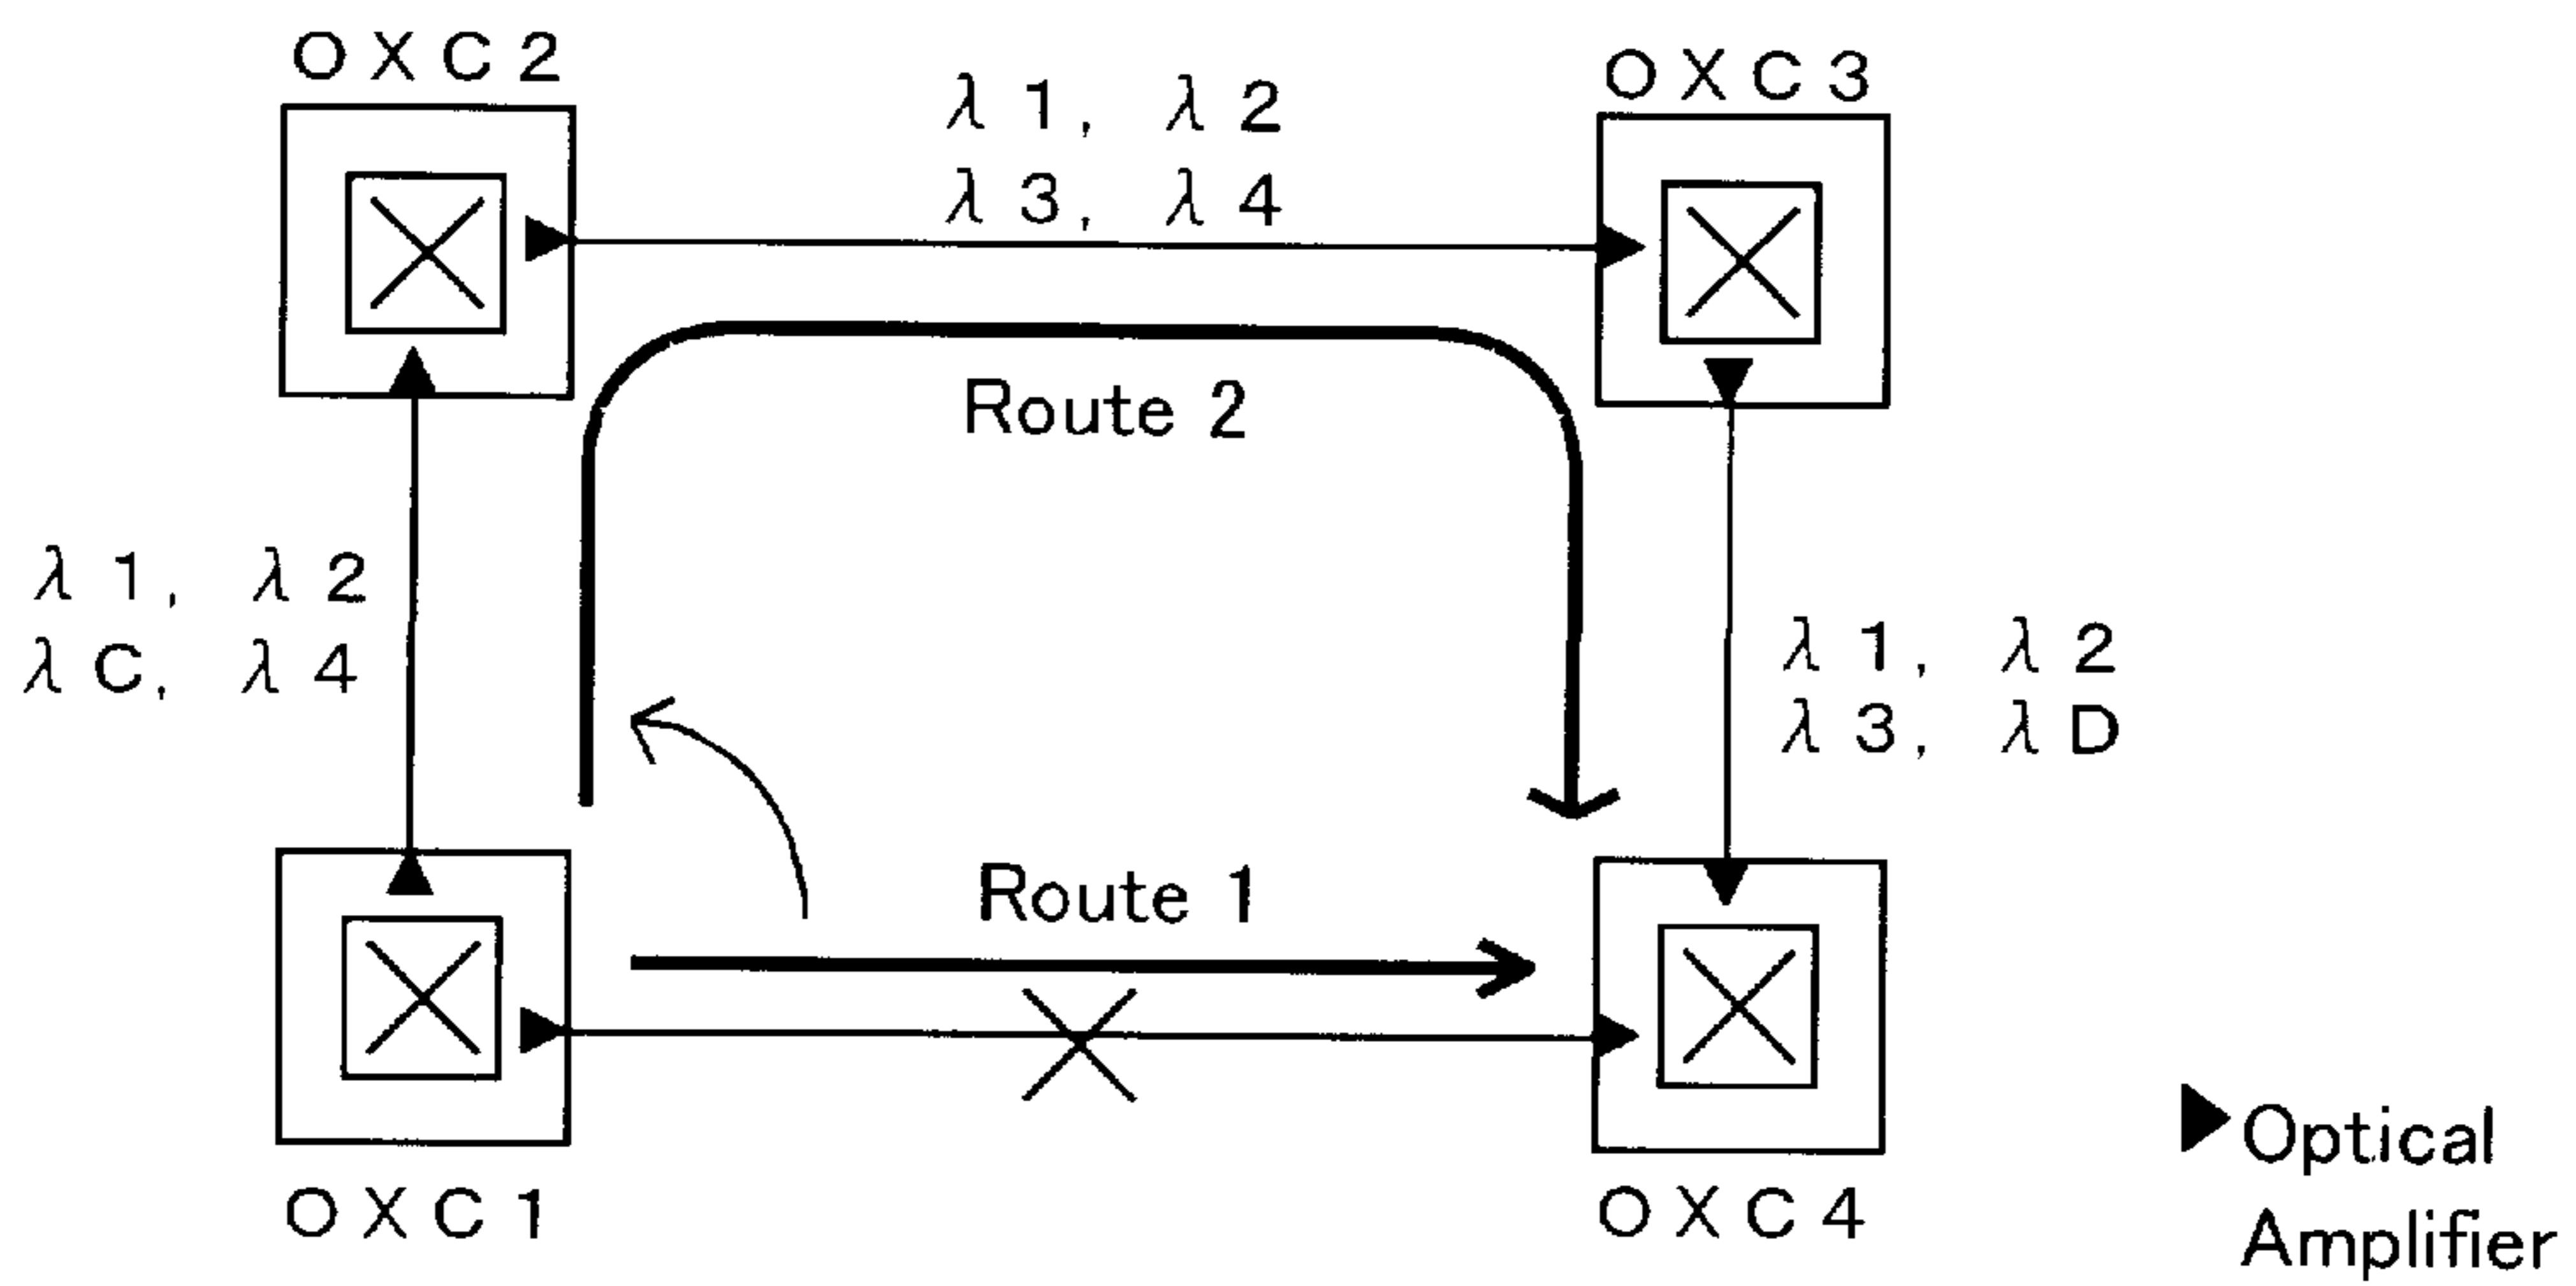 OXC2
OXC3
λ1, λ2
λ3, λ4
Route 2
λ1, λ2
λC, λ4
λ1, λ2
λ3, λD
Route 1
OXC1
OXC4
Optical
Amplifier